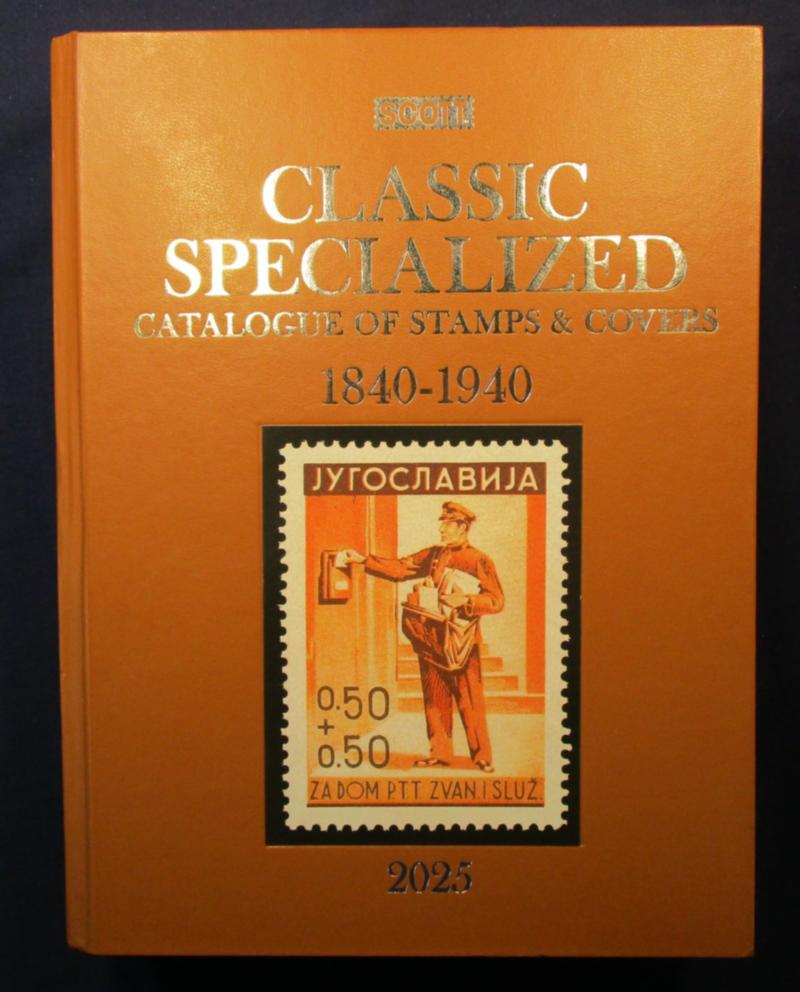 SCOTT
CLASSIC
SPECIALIZED
CATALOGUE OF STAMPS & COVERS
1840-1940
ЈУГОСЛАВИЈА
0.50
+
0.50
ZA DOM P.T.T. ZVAN. I SLUŽ.
2025